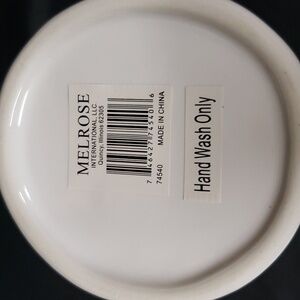 MELROSE
INTERNATIONAL, LLC
Quincy, Illinois 62305
7 46427 74540 6
74540 MADE IN CHINA
Hand Wash Only